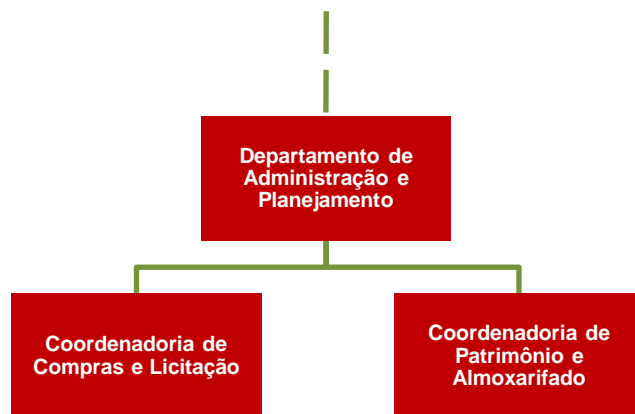 Departamento de
Administração e
Planejamento
Coordenadoria de
Compras e Licitação
Coordenadoria de
Patrimônio e
Almoxarifado